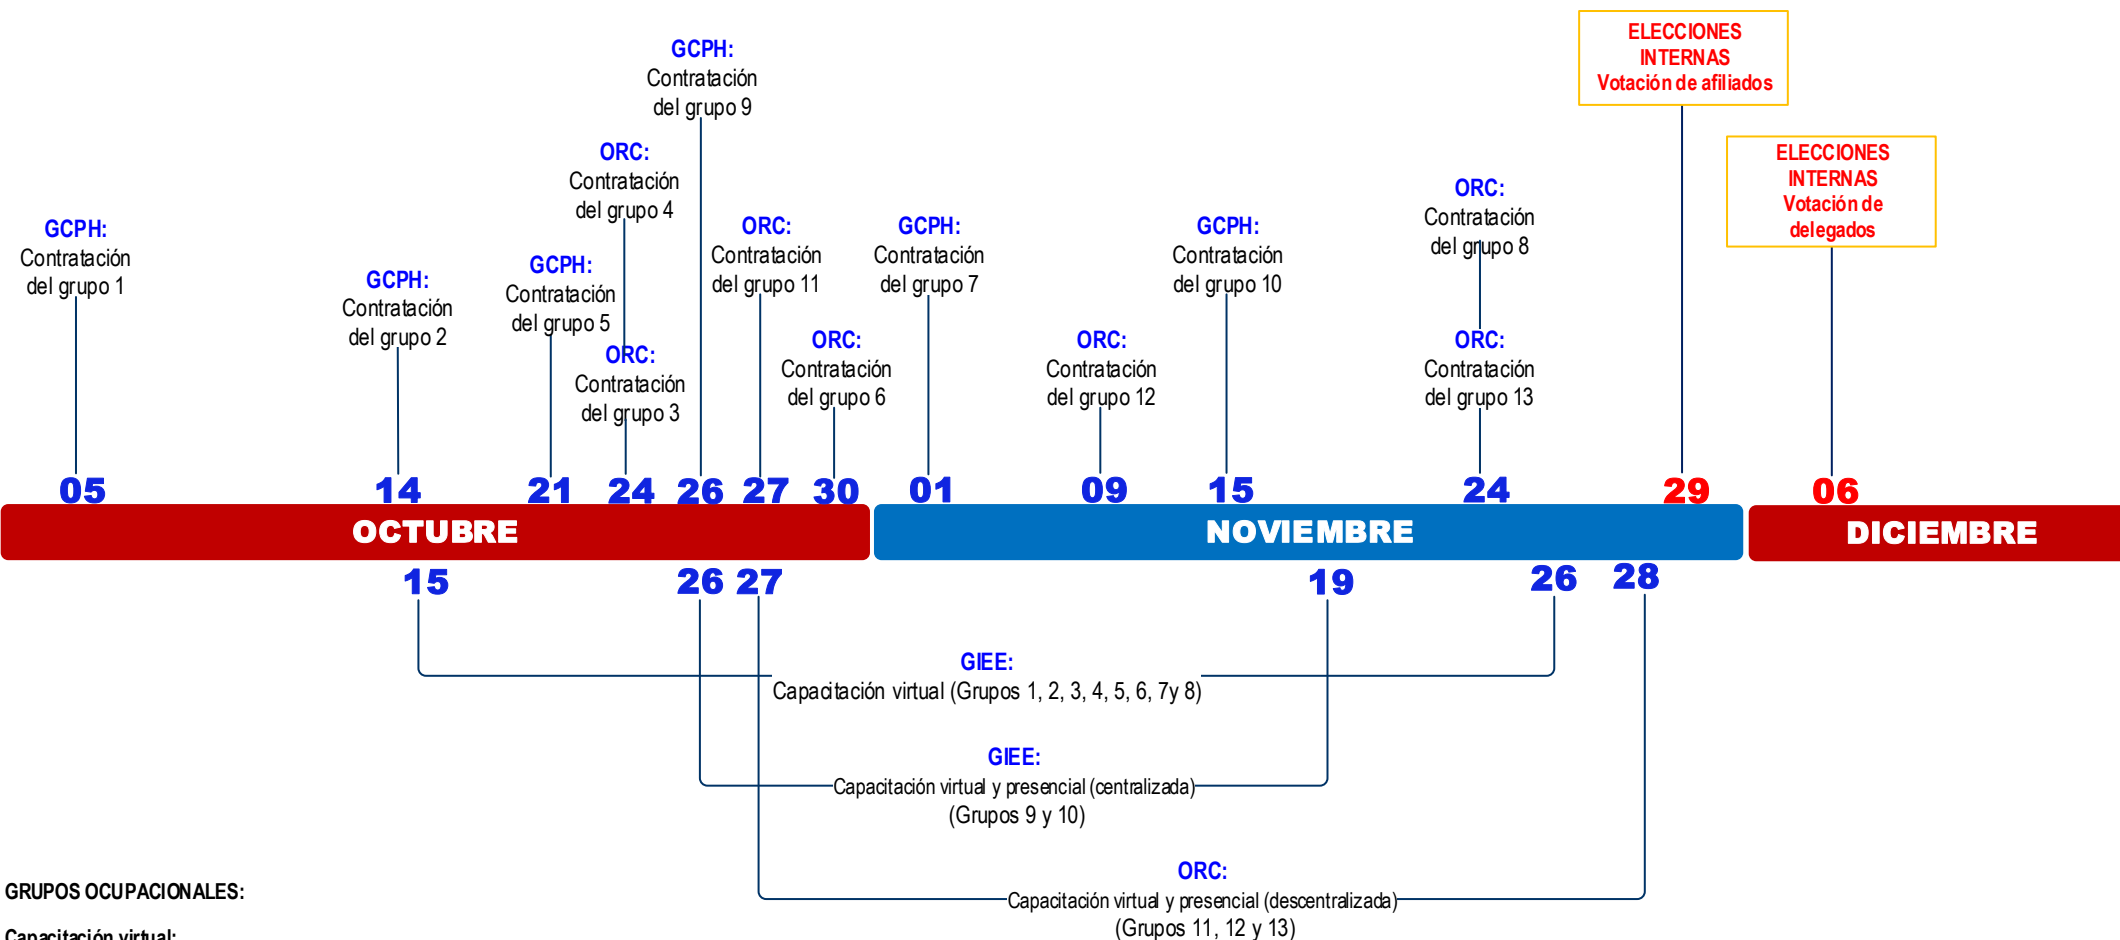 GCPH:
Contratación
del grupo 9
ELECCIONES
INTERNAS
Votación de afiliados
ORC:
Contratación
del grupo 4
ELECCIONES
INTERNAS
Votación de
delegados
GCPH:
Contratación
del grupo 1
GCPH:
Contratación
del grupo 2
GCPH:
Contratación
del grupo 5
ORC:
Contratación
del grupo 3
ORC:
Contratación
del grupo 11
ORC:
Contratación
del grupo 6
GCPH:
Contratación
del grupo 7
ORC:
Contratación
del grupo 12
GCPH:
Contratación
del grupo 10
ORC:
Contratación
del grupo 8
ORC:
Contratación
del grupo 13
05 14 21 24 26 27 30 01 09 15 24 29 06
OCTUBRE NOVIEMBRE DICIEMBRE
15 26 27 19 26 28
GIEE:
Capacitación virtual (Grupos 1, 2, 3, 4, 5, 6, 7y 8)
GIEE:
Capacitación virtual y presencial (centralizada)
(Grupos 9 y 10)
ORC:
Capacitación virtual y presencial (descentralizada)
(Grupos 11, 12 y 13)
GRUPOS OCUPACIONALES:
Capacitación virtual: